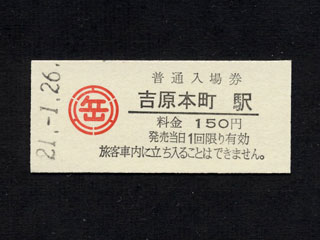 21.-1.26.
岳
普通入場券
吉原本町 駅
料金 150円
発売当日1回限り有効
旅客車内に立ち入ることはできません。